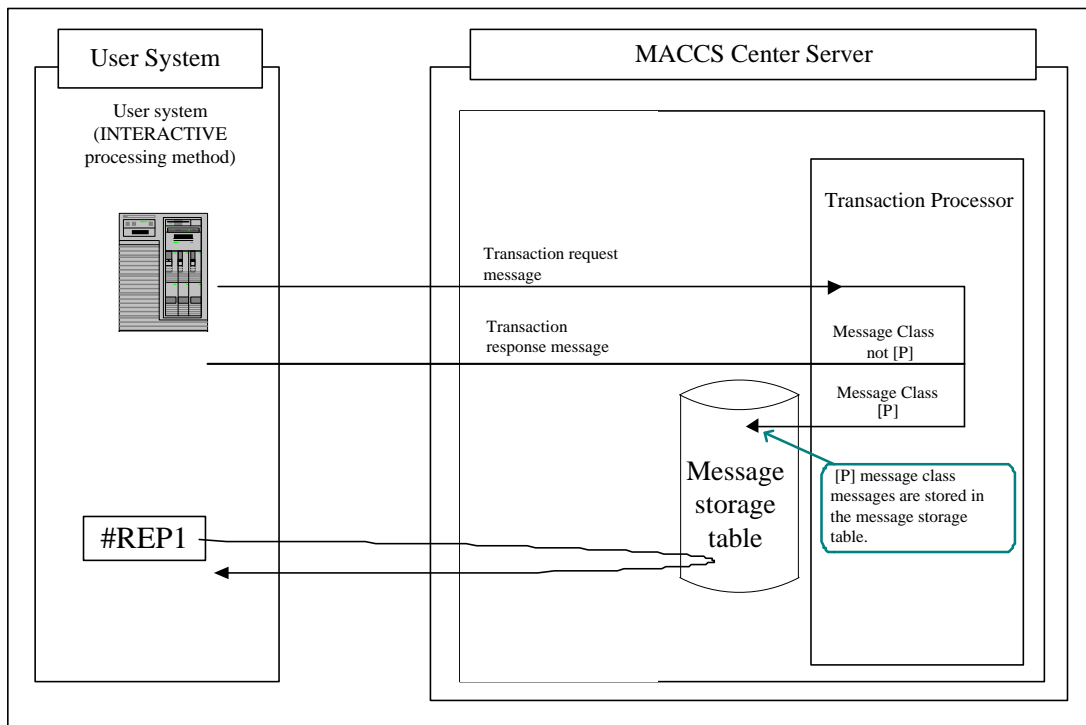 User System
MACCS Center Server
User system
(INTERACTIVE
processing method)
Transaction Processor
Transaction request
message
Transaction
response message
Message Class
not [P]
Message Class
[P]
Message
storage
table
[P] message class
messages are stored in
the message storage
table.
#REP1